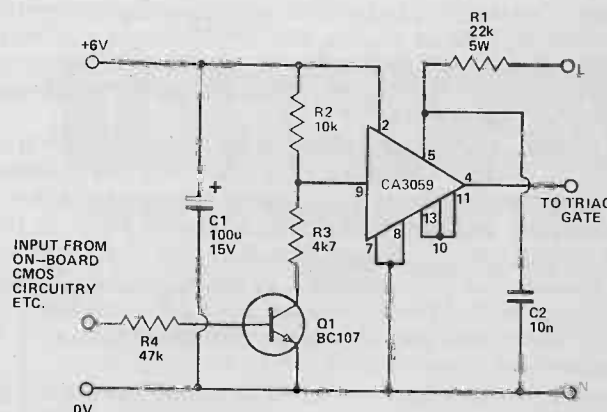 R1
22k
5W
L
+6V
R2
10k
2
5
9
CA3059
4
11
13
10
7
8
TO TRIAC
GATE
+
C1
100u
15V
R3
4k7
INPUT FROM
ON-BOARD
CMOS
CIRCUITRY
ETC.
R4
47k
Q1
BC107
C2
10n
0V
N